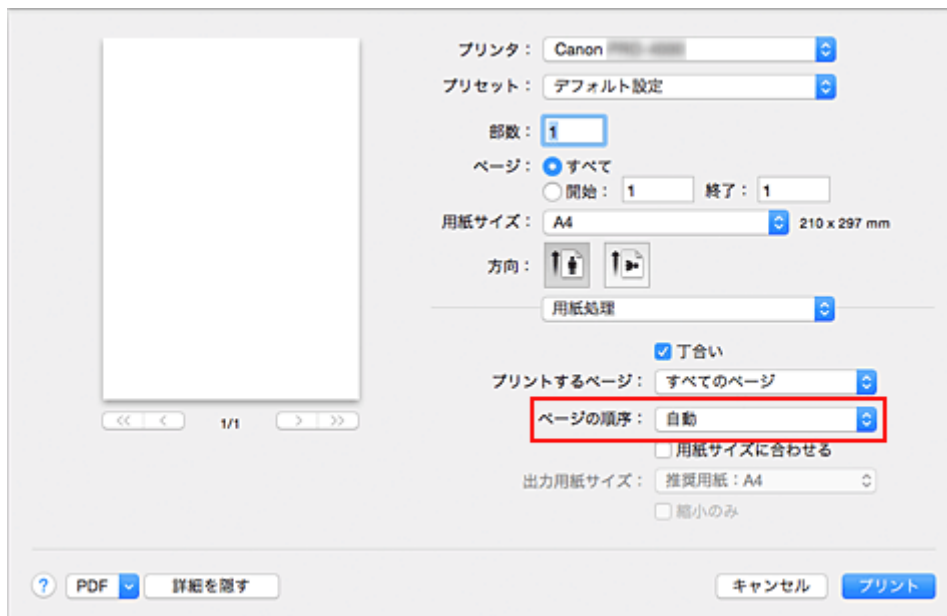 プリンタ： Canon
プリセット： デフォルト設定
部数： 1
ページ： すべて
開始： 1 終了： 1
用紙サイズ： A4 210 x 297 mm
方向：
用紙処理
丁合い
プリントするページ： すべてのページ
ページの順序： 自動
<< < 1/1 > >>
用紙サイズに合わせる
出力用紙サイズ： 推奨用紙：A4
縮小のみ
? PDF 詳細を隠す キャンセル プリント